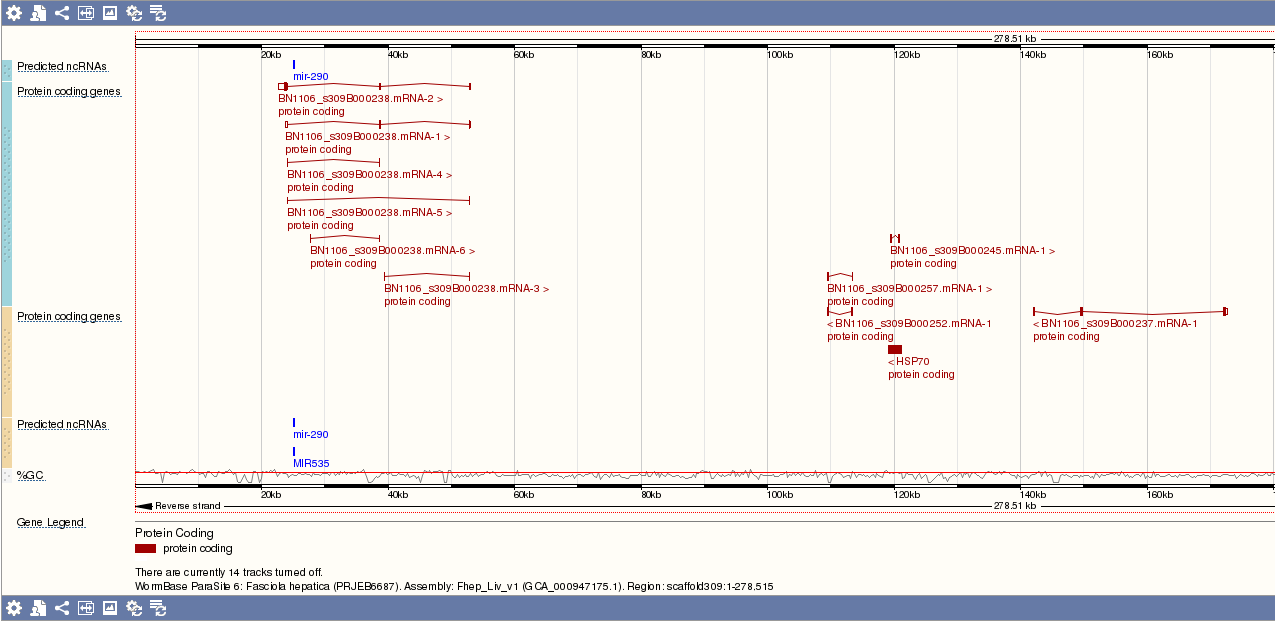 278.51 kb
20kb 40kb 60kb 80kb 100kb 120kb 140kb 160kb
Predicted ncRNAs
mir-290
Protein coding genes
BN1106_s309B000238.mRNA-2 >
protein coding
BN1106_s309B000238.mRNA-1 >
protein coding
BN1106_s309B000238.mRNA-4 >
protein coding
BN1106_s309B000238.mRNA-5 >
protein coding
BN1106_s309B000238.mRNA-6 > BN1106_s309B000245.mRNA-1 >
protein coding protein coding
BN1106_s309B000238.mRNA-3 > BN1106_s309B000257.mRNA-1 >
protein coding protein coding
Protein coding genes
< BN1106_s309B000252.mRNA-1 < BN1106_s309B000237.mRNA-1
protein coding protein coding
< HSP70
protein coding
Predicted ncRNAs
mir-290
MIR535
%GC
20kb 40kb 60kb 80kb 100kb 120kb 140kb 160kb
Reverse strand 278.51 kb
Gene Legend
Protein Coding
protein coding
There are currently 14 tracks turned off.
WormBase ParaSite 6: Fasciola hepatica (PRJEB6687). Assembly: Fhep_Liv_v1 (GCA_000947175.1). Region: scaffold309:1-278,515